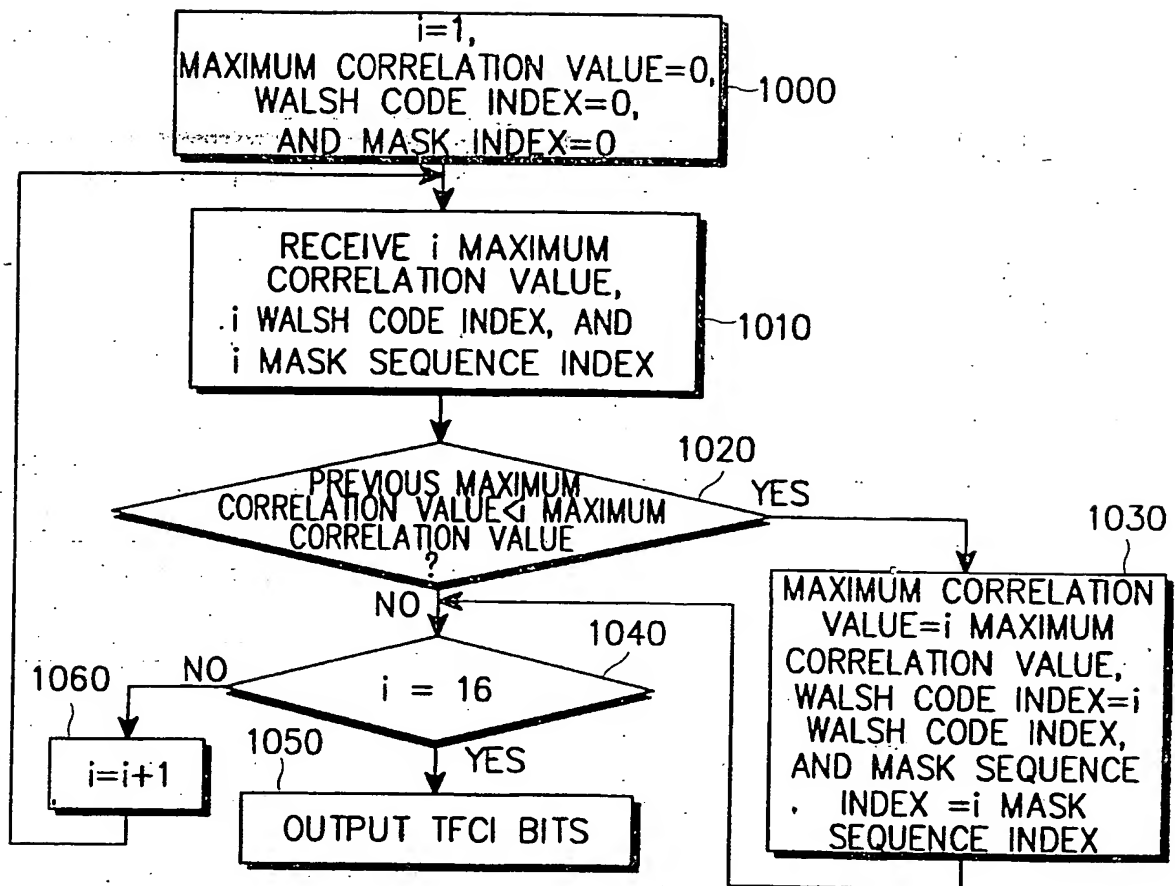 i=1,
MAXIMUM CORRELATION VALUE=0,
WALSH CODE INDEX=0,
AND MASK INDEX=0
1000
RECEIVE i MAXIMUM
CORRELATION VALUE,
i WALSH CODE INDEX, AND
i MASK SEQUENCE INDEX
1010
PREVIOUS MAXIMUM
CORRELATION VALUE<i MAXIMUM
CORRELATION VALUE
?
1020
YES
NO
1030
MAXIMUM CORRELATION
VALUE=i MAXIMUM
CORRELATION VALUE,
WALSH CODE INDEX=i
WALSH CODE INDEX,
AND MASK SEQUENCE
INDEX =i MASK
SEQUENCE INDEX
i = 16
1040
NO
YES
1060
i=i+1
1050
OUTPUT TFCI BITS